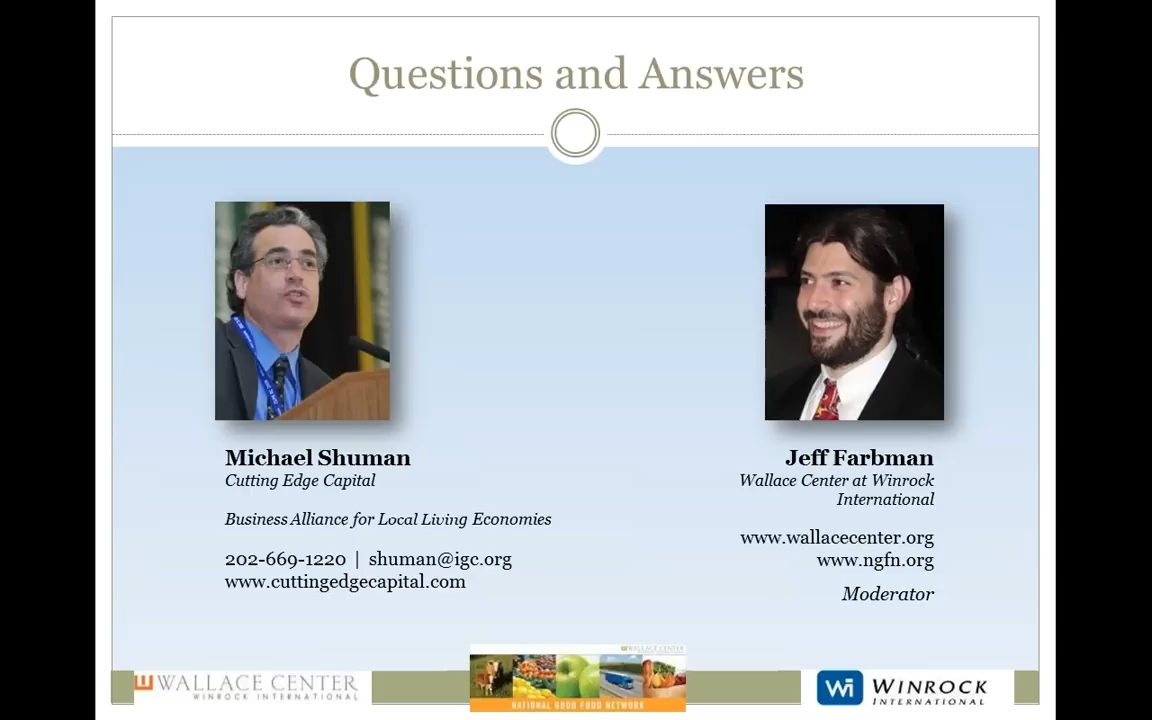 Questions and Answers
Michael Shuman
Cutting Edge Capital
Business Alliance for Local Living Economies
202-669-1220 | shuman@igc.org
www.cuttingedgecapital.com
Jeff Farbman
Wallace Center at Winrock
International
www.wallacecenter.org
www.ngfn.org
Moderator
WALLACE CENTER
WINROCK INTERNATIONAL
WALLACE CENTER
NATIONAL GOOD FOOD NETWORK
Wi WINROCK
INTERNATIONAL